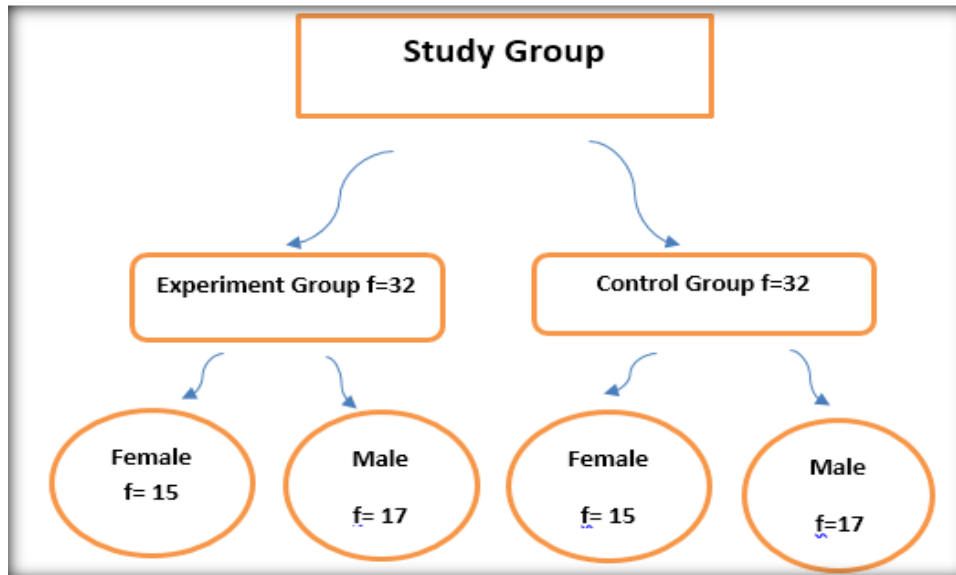 Study Group
Experiment Group f=32
Control Group f=32
Female
f= 15
Male
f= 17
Female
f= 15
Male
f=17